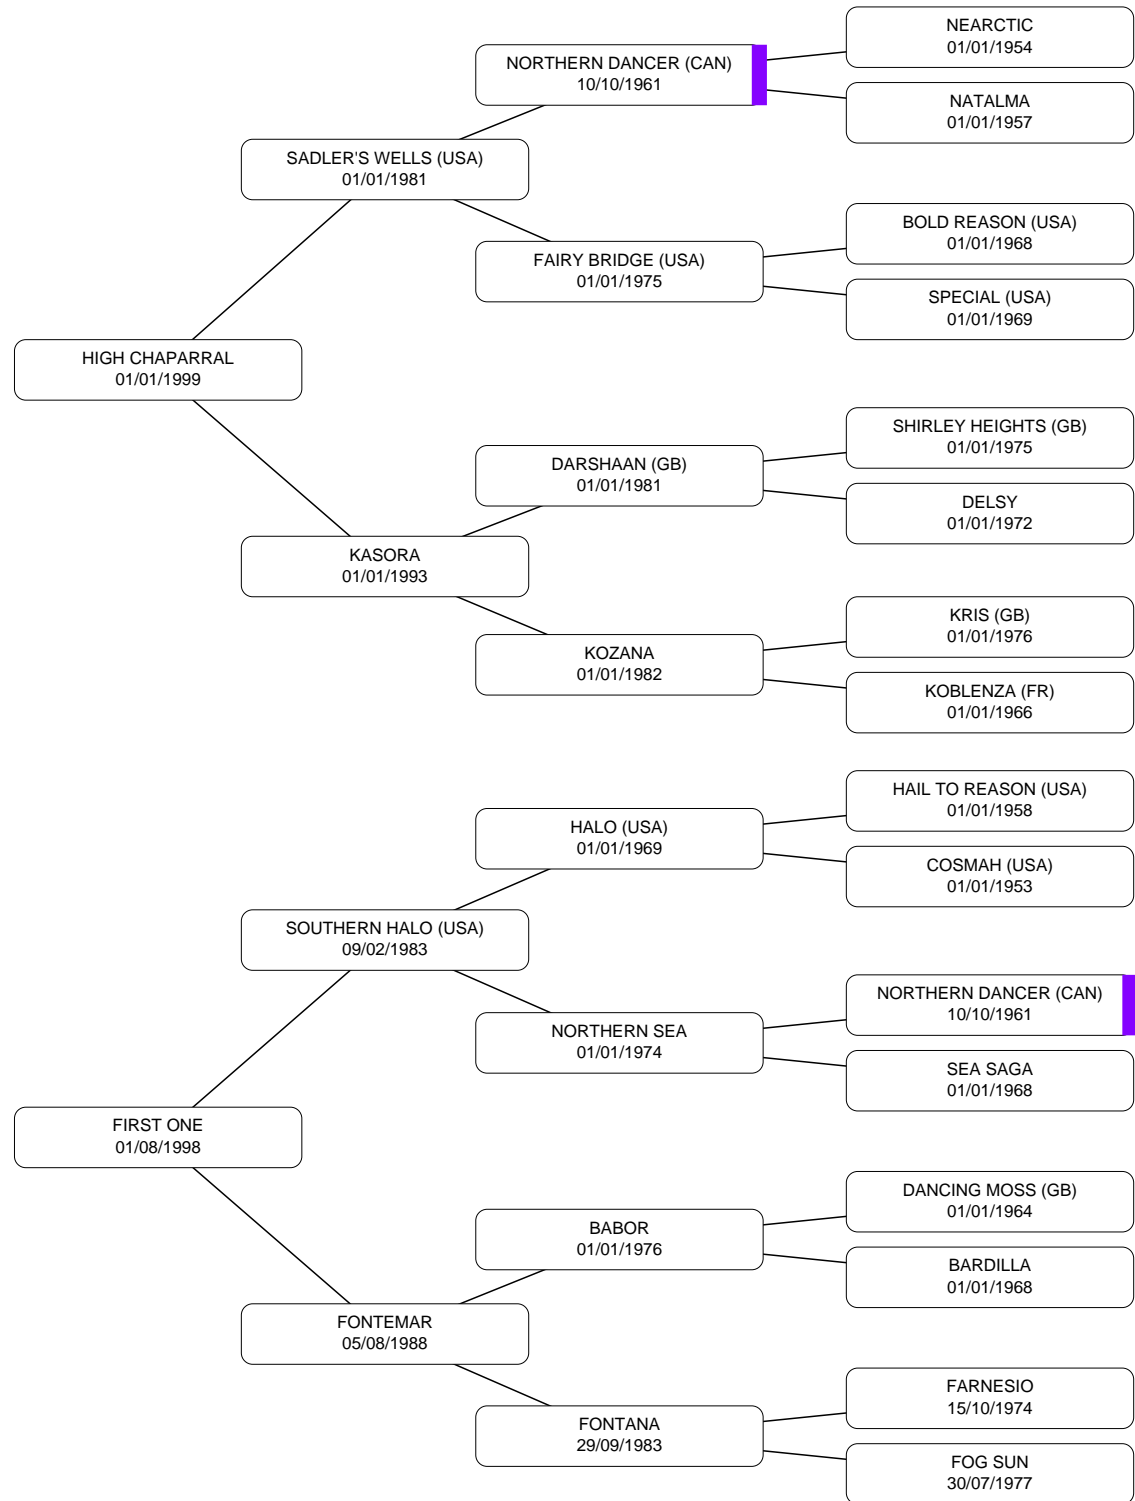 NEARCTIC
01/01/1954
NORTHERN DANCER (CAN)
10/10/1961
NATALMA
01/01/1957
SADLER'S WELLS (USA)
01/01/1981
BOLD REASON (USA)
01/01/1968
FAIRY BRIDGE (USA)
01/01/1975
SPECIAL (USA)
01/01/1969
HIGH CHAPARRAL
01/01/1999
SHIRLEY HEIGHTS (GB)
01/01/1975
DARSHAAN (GB)
01/01/1981
DELSY
01/01/1972
KASORA
01/01/1993
KRIS (GB)
01/01/1976
KOZANA
01/01/1982
KOBLENZA (FR)
01/01/1966
HAIL TO REASON (USA)
01/01/1958
HALO (USA)
01/01/1969
COSMAH (USA)
01/01/1953
SOUTHERN HALO (USA)
09/02/1983
NORTHERN DANCER (CAN)
10/10/1961
NORTHERN SEA
01/01/1974
SEA SAGA
01/01/1968
FIRST ONE
01/08/1998
DANCING MOSS (GB)
01/01/1964
BABOR
01/01/1976
BARDILLA
01/01/1968
FONTEMAR
05/08/1988
FARNESIO
15/10/1974
FONTANA
29/09/1983
FOG SUN
30/07/1977